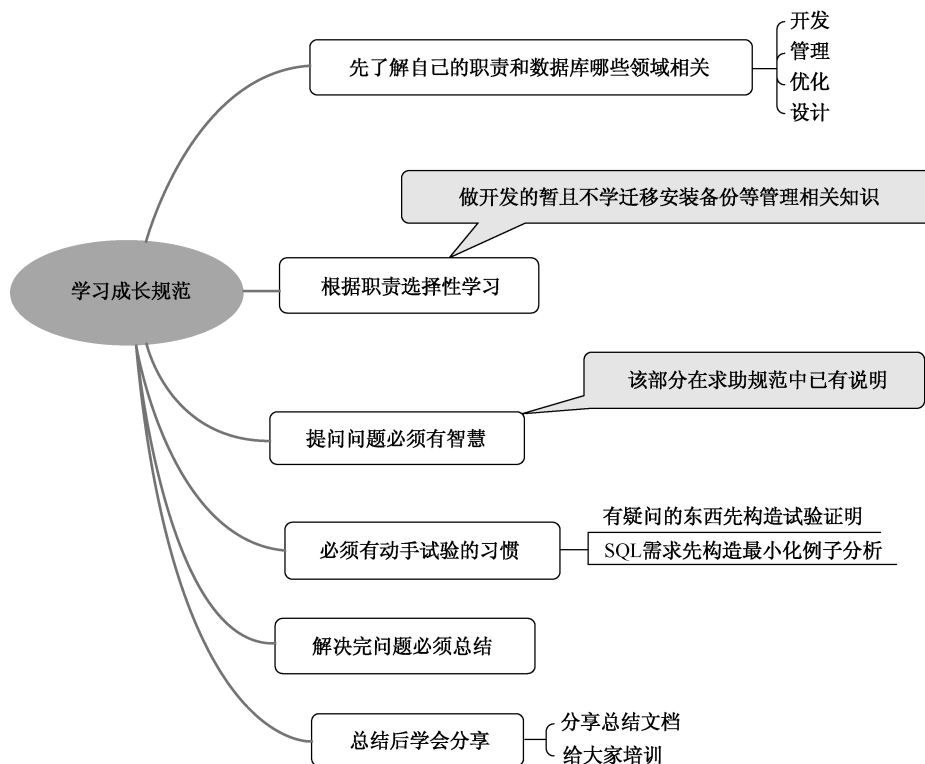 先了解自己的职责和数据库哪些领域相关
开发
管理
优化
设计
做开发的暂且不学迁移安装备份等管理相关知识
学习成长规范
根据职责选择性学习
该部分在求助规范中已有说明
提问问题必须有智慧
必须有动手试验的习惯
有疑问的东西先构造试验证明
SQL需求先构造最小化例子分析
解决完问题必须总结
总结后学会分享
分享总结文档
给大家培训